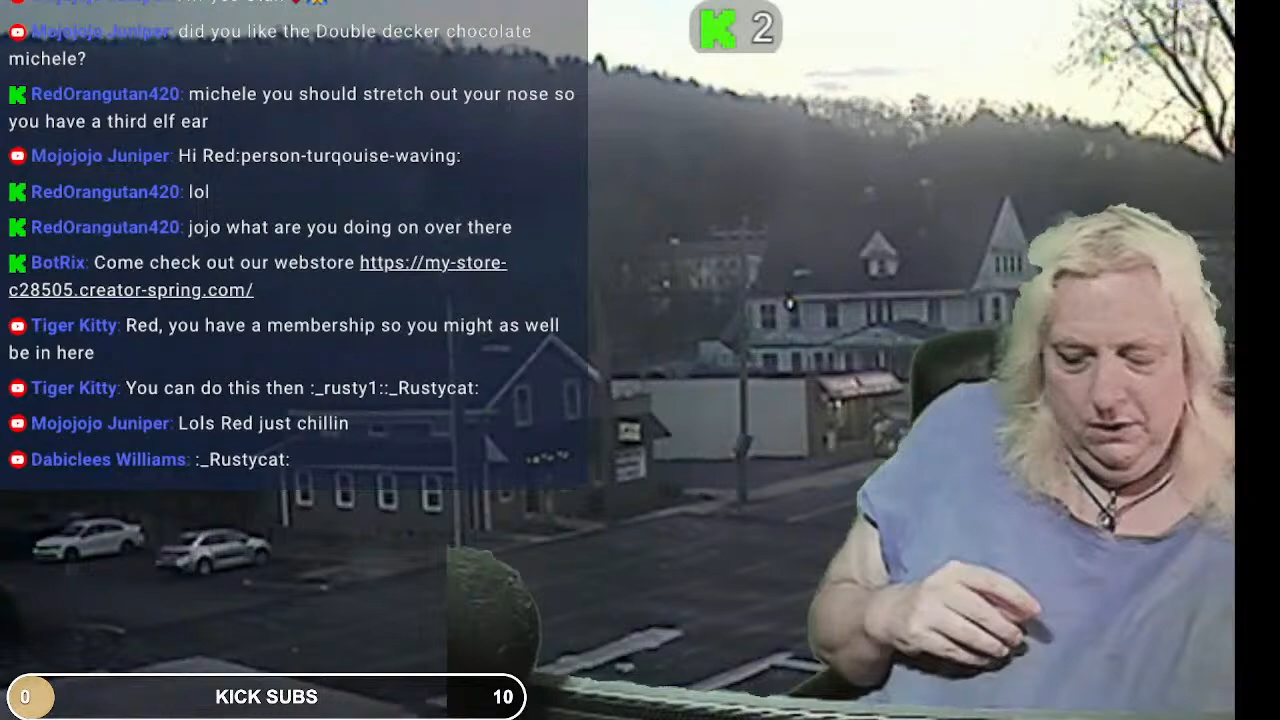 Mojojojo Juniper: did you like the Double decker chocolate
michele?
RedOrangutan420: michele you should stretch out your nose so
you have a third elf ear
Mojojojo Juniper: Hi Red:person-turqouise-waving:
RedOrangutan420: lol
RedOrangutan420: jojo what are you doing on over there
BotRix: Come check out our webstore https://my-store-
c28505.creator-spring.com/
Tiger Kitty: Red, you have a membership so you might as well
be in here
Tiger Kitty: You can do this then :_rusty1::_Rustycat:
Mojojojo Juniper: Lols Red just chillin
Dabiclees Williams: :_Rustycat:
K 2
0 KICK SUBS 10